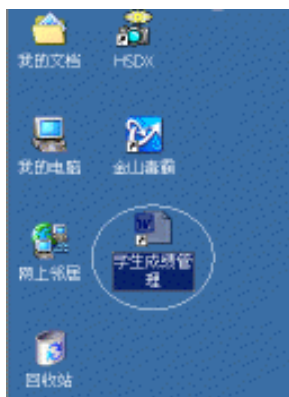 我的文档
HSDX
我的电脑
金山毒霸
网上邻居
学生成绩管
理
回收站